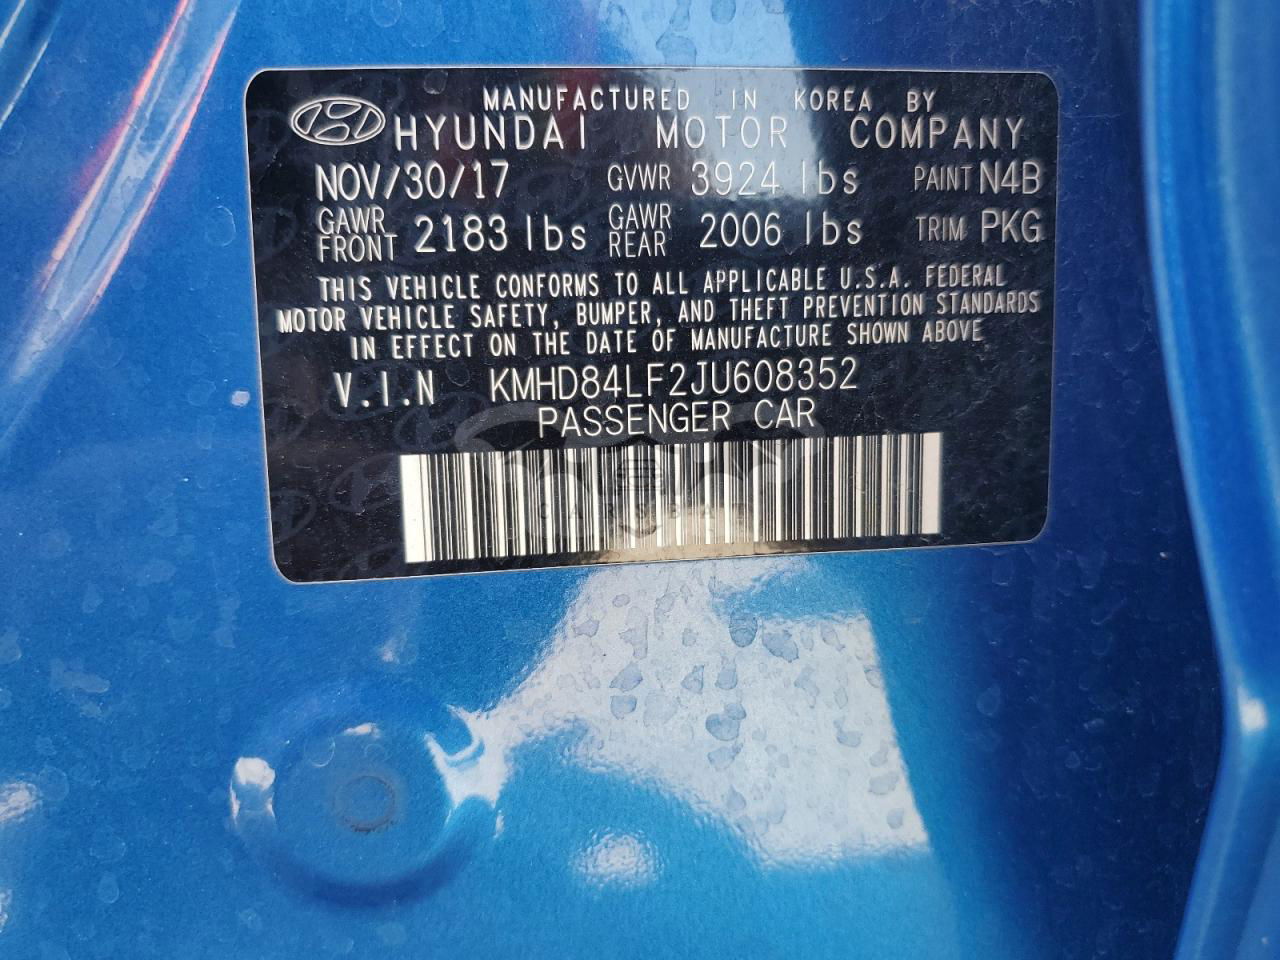 MANUFACTURED IN KOREA BY
HYUNDAI MOTOR COMPANY
NOV/30/17 GVWR 3924 lbs PAINT N4B
GAWR FRONT 2183 lbs GAWR REAR 2006 lbs TRIM PKG
THIS VEHICLE CONFORMS TO ALL APPLICABLE U.S.A. FEDERAL
MOTOR VEHICLE SAFETY, BUMPER, AND THEFT PREVENTION STANDARDS
IN EFFECT ON THE DATE OF MANUFACTURE SHOWN ABOVE
V.I.N KMHD84LF2JU608352
PASSENGER CAR